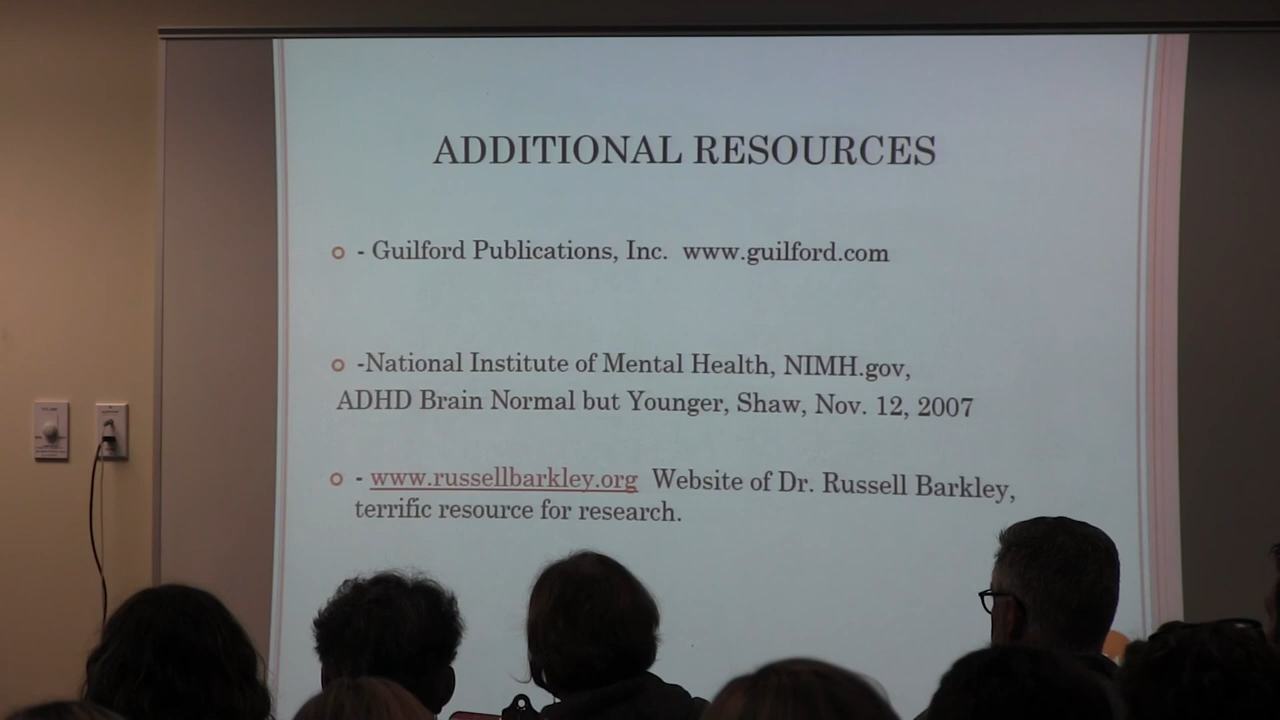 ADDITIONAL RESOURCES
- Guilford Publications, Inc. www.guilford.com
-National Institute of Mental Health, NIMH.gov,
ADHD Brain Normal but Younger, Shaw, Nov. 12, 2007
- www.russellbarkley.org Website of Dr. Russell Barkley,
terrific resource for research.